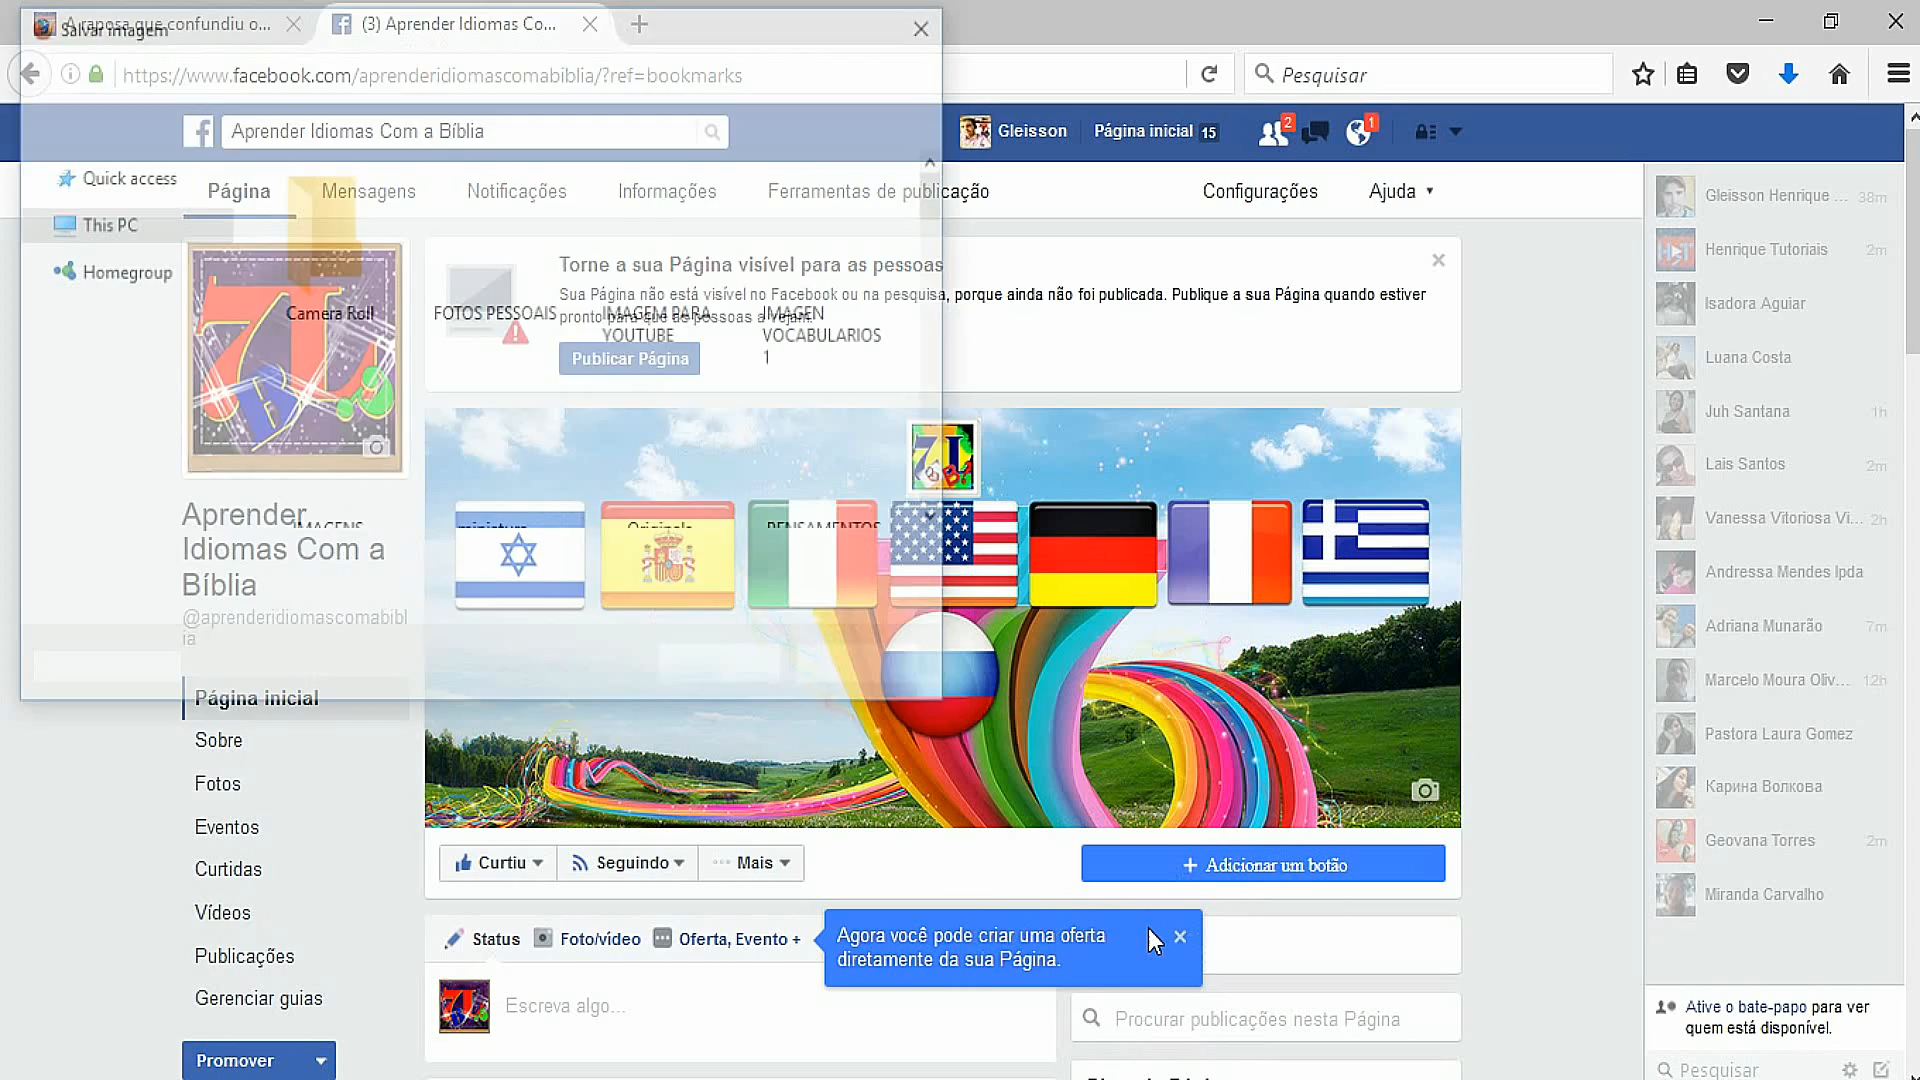 A raposa que confundiu o...
Salvar imagem
(3) Aprender Idiomas Co...
https://www.facebook.com/aprenderidiomascomabiblia/?ref=bookmarks
Pesquisar
Aprender Idiomas Com a Bíblia
Gleisson
Página inicial 15
2
1
Quick access
This PC
Homegroup
Página
Mensagens
Notificações
Informações
Ferramentas de publicação
Configurações
Ajuda
Torne a sua Página visível para as pessoas
Sua Página não está visível no Facebook ou na pesquisa, porque ainda não foi publicada. Publique a sua Página quando estiver
pronto para que as pessoas a vejam.
Publicar Página
Camera Roll
FOTOS PESSOAIS
IMAGEM PARA
YOUTUBE
IMAGEN
VOCABULARIOS
1
IMAGENS
miniatura
Originals
PENSAMENTOS
Aprender
Idiomas Com a
Bíblia
@aprenderidiomascomabibl
ia
Página inicial
Sobre
Fotos
Eventos
Curtidas
Vídeos
Publicações
Gerenciar guias
Promover
Curtiu
Seguindo
Mais
+ Adicionar um botão
Status
Foto/vídeo
Oferta, Evento +
Agora você pode criar uma oferta
diretamente da sua Página.
Escreva algo...
Procurar publicações nesta Página
Gleisson Henrique ... 38m
Henrique Tutoriais 2m
Isadora Aguiar
Luana Costa
Juh Santana 1h
Lais Santos 2m
Vanessa Vitoriosa Vi... 2h
Andressa Mendes Ipda
Adriana Munarão 7m
Marcelo Moura Oliv... 12h
Pastora Laura Gomez
Карина Волкова
Geovana Torres 2m
Miranda Carvalho
Ative o bate-papo para ver
quem está disponível.
Pesquisar